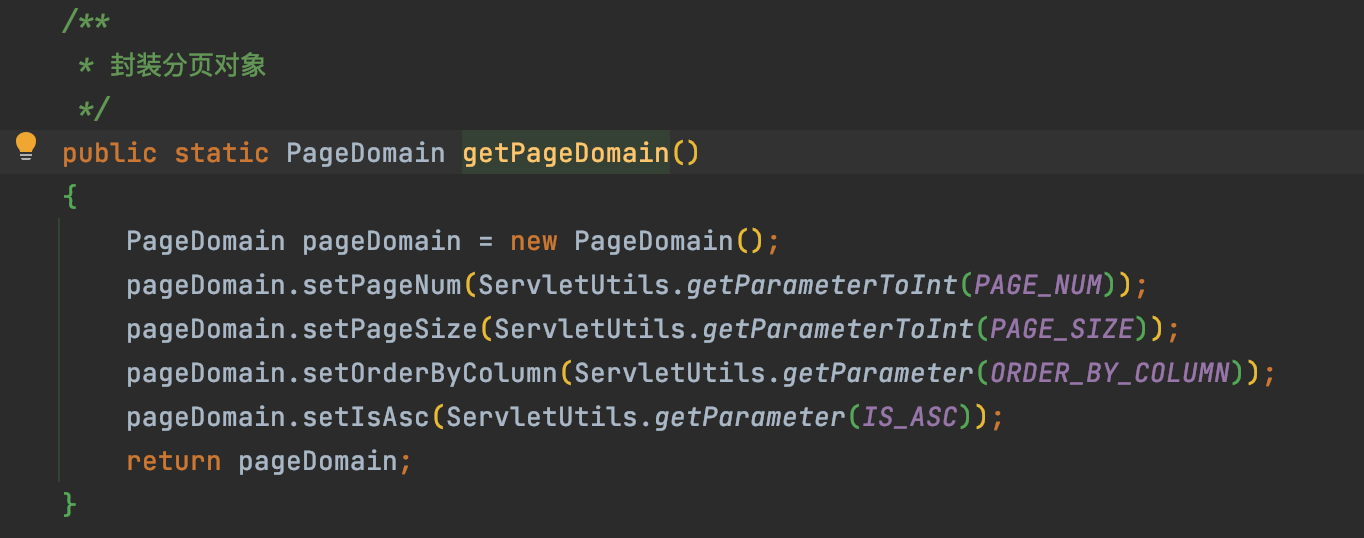 /**
 * 封装分页对象
 */
public static PageDomain getPageDomain()
{
    PageDomain pageDomain = new PageDomain();
    pageDomain.setPageNum(ServletUtils.getParameterToInt(PAGE_NUM));
    pageDomain.setPageSize(ServletUtils.getParameterToInt(PAGE_SIZE));
    pageDomain.setOrderByColumn(ServletUtils.getParameter(ORDER_BY_COLUMN));
    pageDomain.setIsAsc(ServletUtils.getParameter(IS_ASC));
    return pageDomain;
}